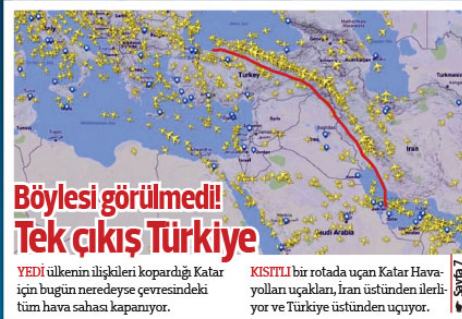 Turkey
Iran
Böylesi görülmedi!
Tek çıkış Türkiye
YEDİ ülkenin ilişkileri kopardığı Katar
için bugün neredeyse çevresindeki
tüm hava sahası kapanıyor.
KISITLI bir rotada uçan Katar Hava-
yolları uçakları, İran üstünden ilerli-
yor ve Türkiye üstünden uçuyor.
Sayfa 7